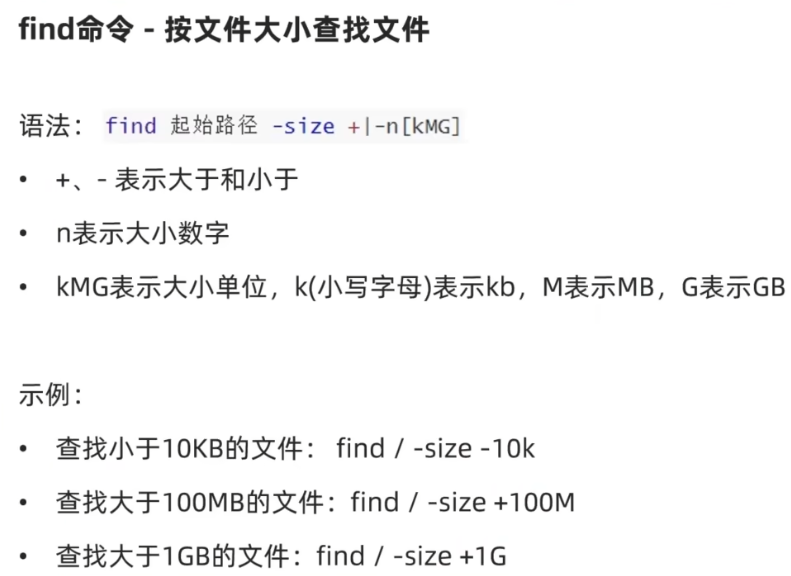 find命令 - 按文件大小查找文件
语法： find 起始路径 -size +|-n[kMG]
• +、- 表示大于和小于
• n表示大小数字
• kMG表示大小单位，k(小写字母)表示kb，M表示MB，G表示GB
示例：
• 查找小于10KB的文件： find / -size -10k
• 查找大于100MB的文件：find / -size +100M
• 查找大于1GB的文件：find / -size +1G